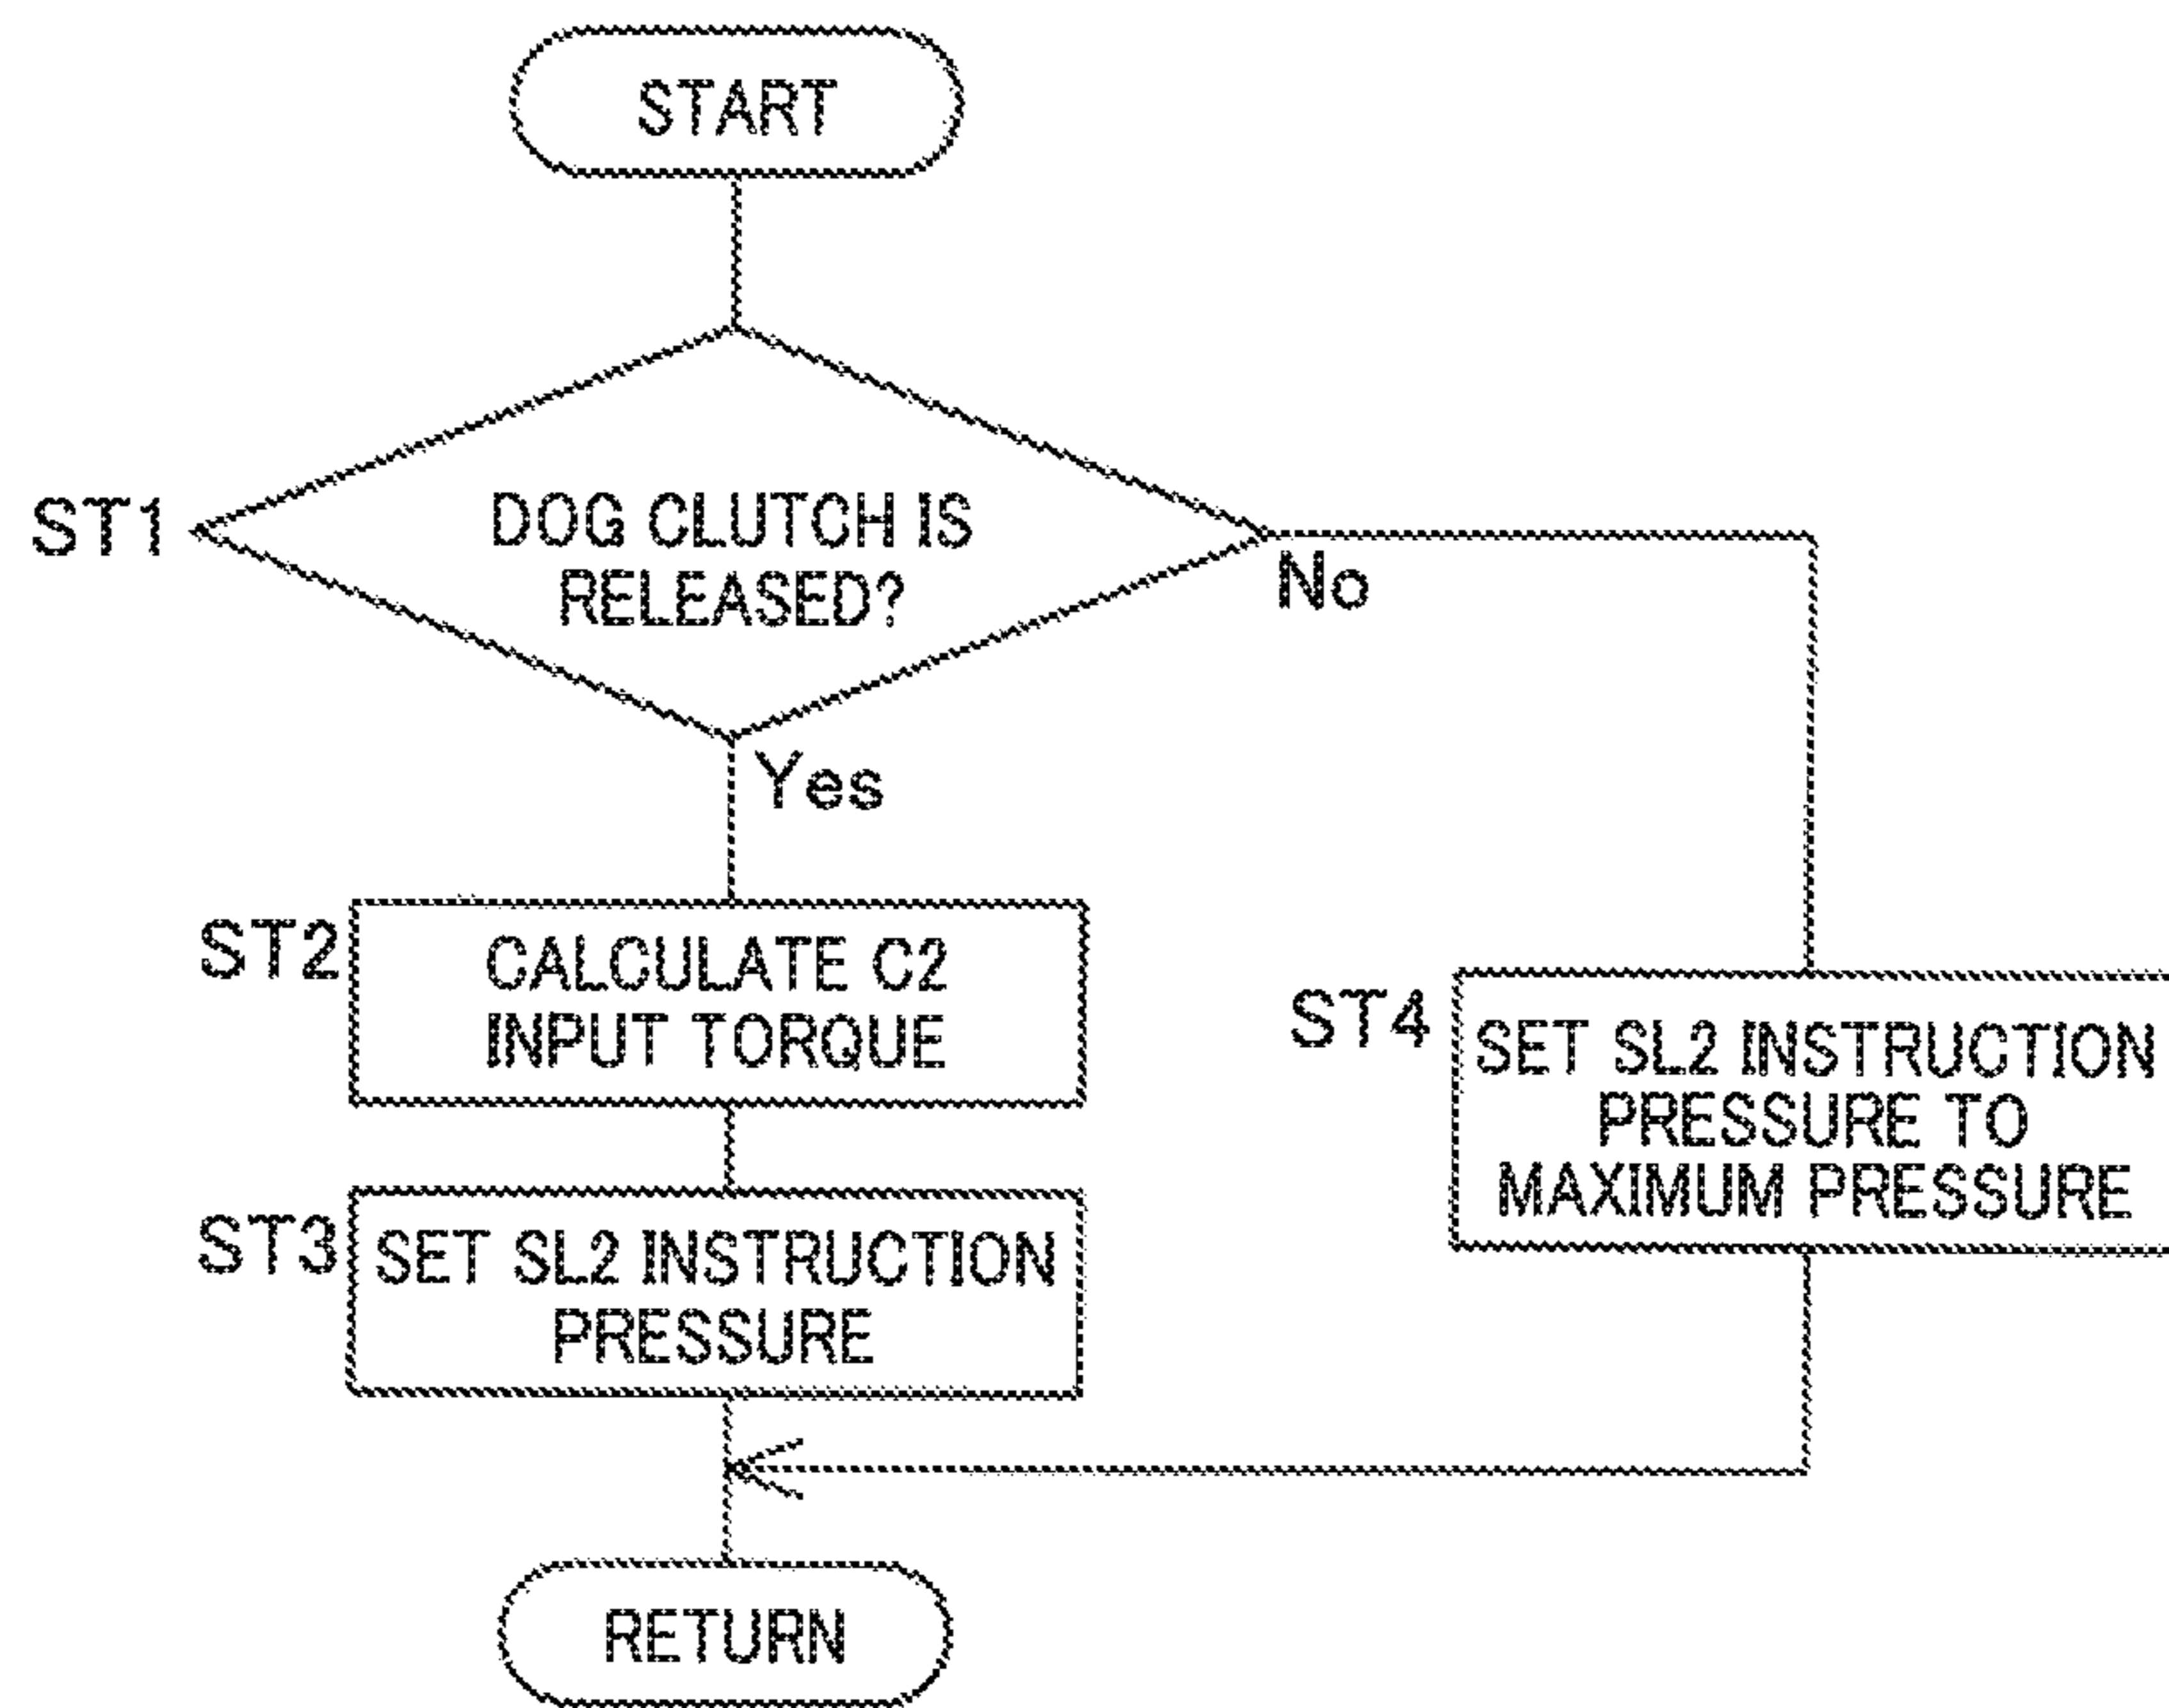 START
ST1
DOG CLUTCH IS
RELEASED?
No
Yes
ST2
CALCULATE C2
INPUT TORQUE
ST3
SET SL2 INSTRUCTION
PRESSURE
ST4
SET SL2 INSTRUCTION
PRESSURE TO
MAXIMUM PRESSURE
RETURN